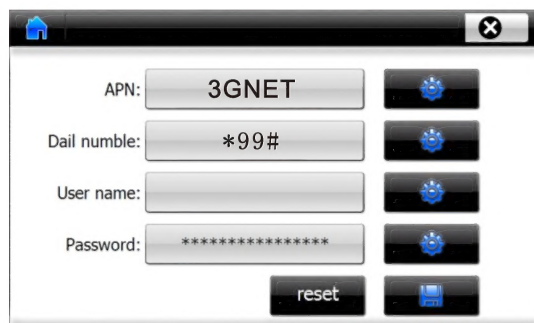 APN: 3GNET
Dail numble: *99#
User name:
Password: ****************
reset